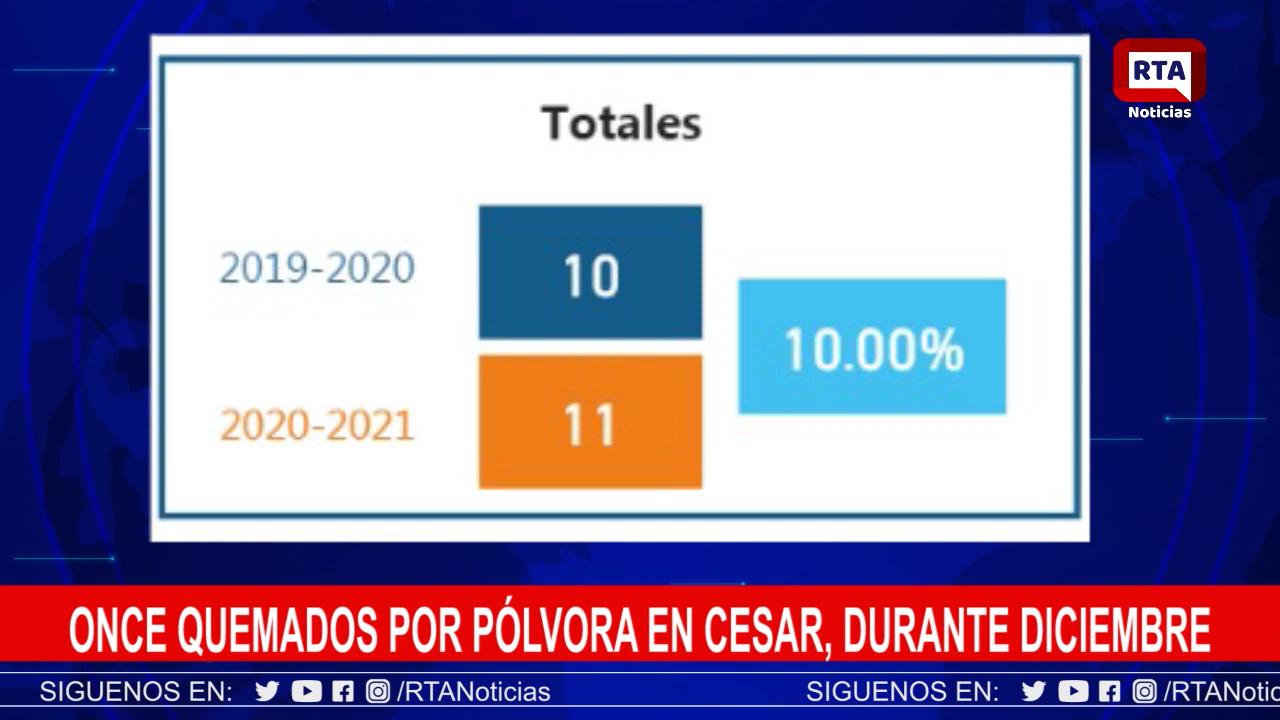 RTA
Noticias
Totales
2019-2020
10
10.00%
2020-2021
11
ONCE QUEMADOS POR PÓLVORA EN CESAR, DURANTE DICIEMBRE
SIGUENOS EN: /RTANoticias SIGUENOS EN: /RTANotic